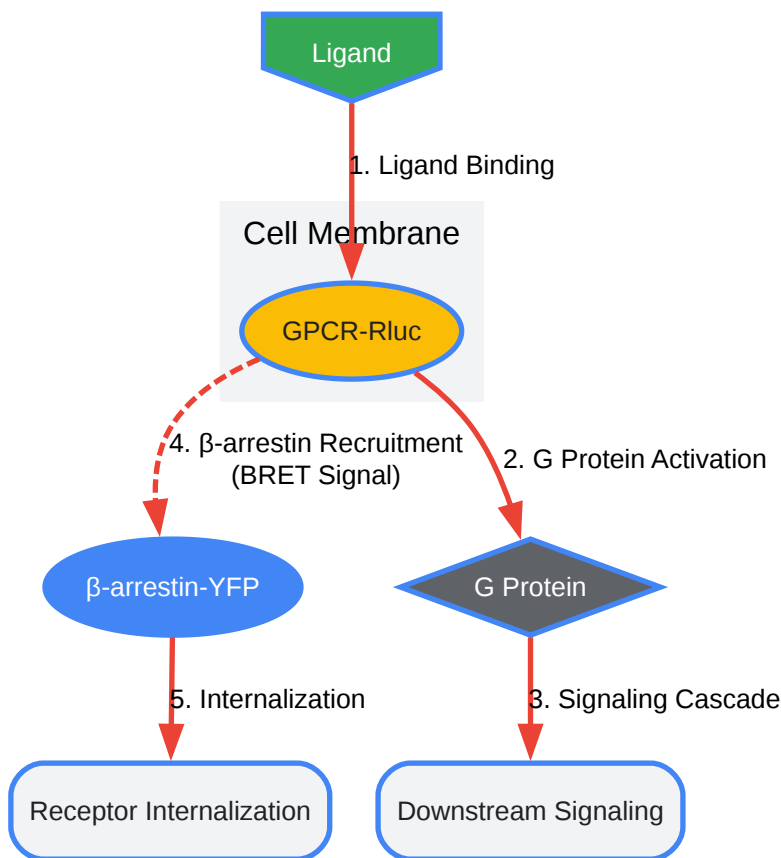 Ligand
1. Ligand Binding
Cell Membrane
GPCR-Rluc
4. β-arrestin Recruitment
(BRET Signal)
2. G Protein Activation
β-arrestin-YFP
G Protein
5. Internalization
3. Signaling Cascade
Receptor Internalization
Downstream Signaling